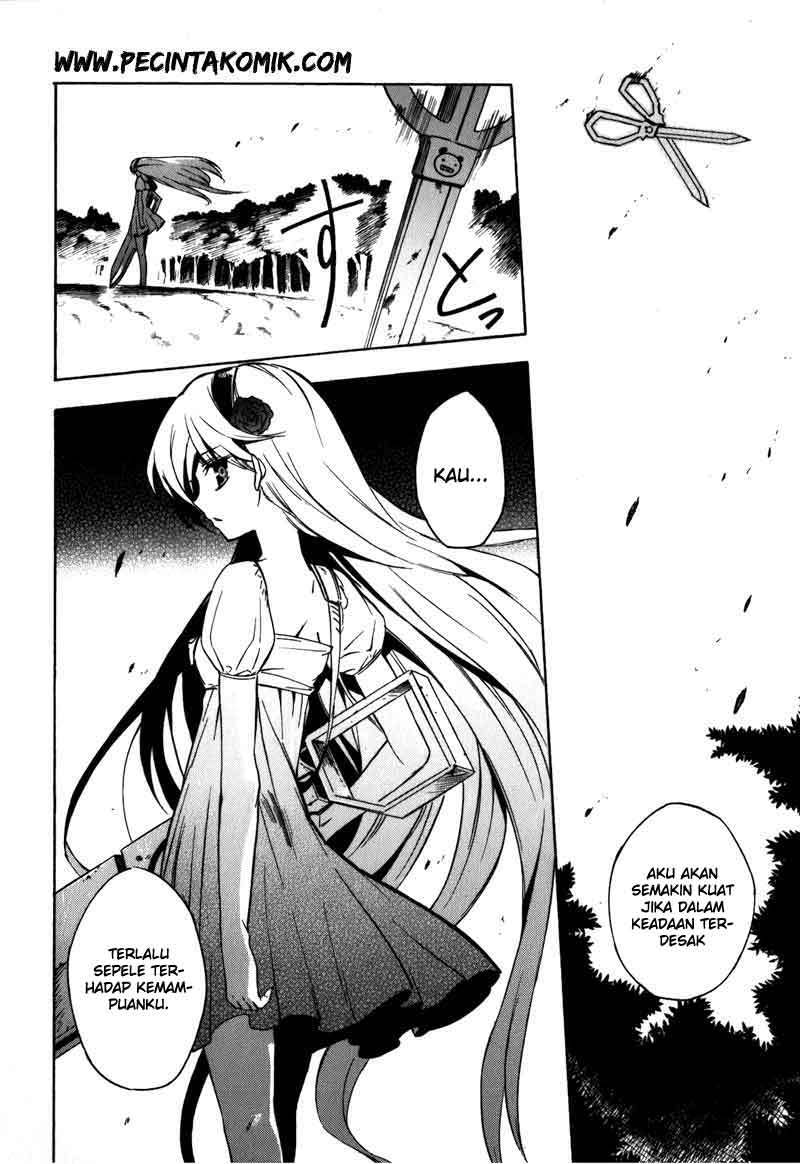 WWW.PECINTAKOMIK.COM
すとっ
KAU...
TERLALU
SEPELE TER-
HADAP KEMAM-
PUANKU.
AKU AKAN
SEMAKIN KUAT
JIKA DALAM
KEADAAN TER-
DESAK